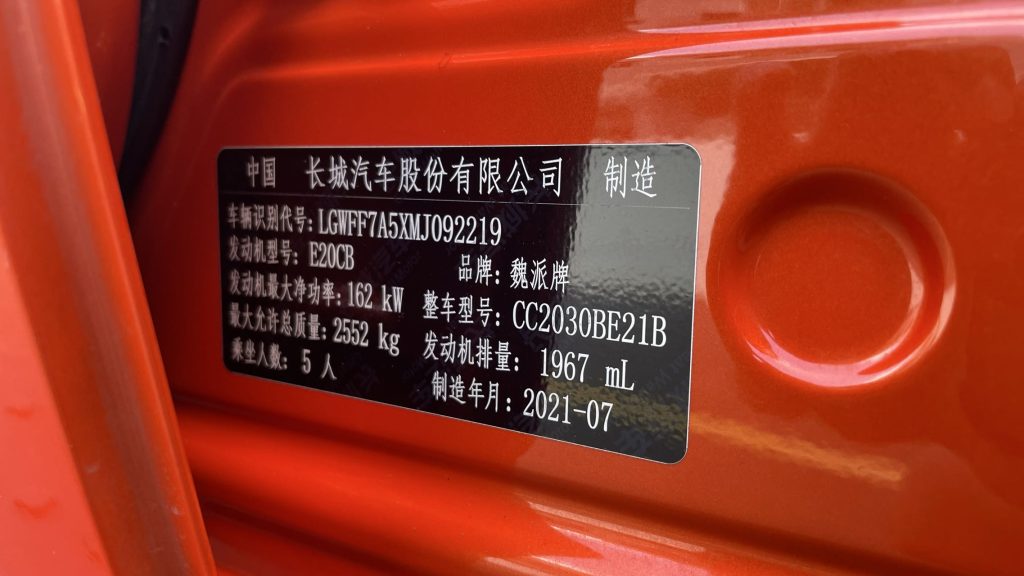 中国 长城汽车股份有限公司 制造
车辆识别代号: LGWFF7A5XMJ092219
发动机型号: E20CB 品牌: 魏派牌
发动机最大净功率: 162 kW 整车型号: CC2030BE21B
最大允许总质量: 2552 kg 发动机排量: 1967 mL
乘坐人数: 5 人 制造年月: 2021-07